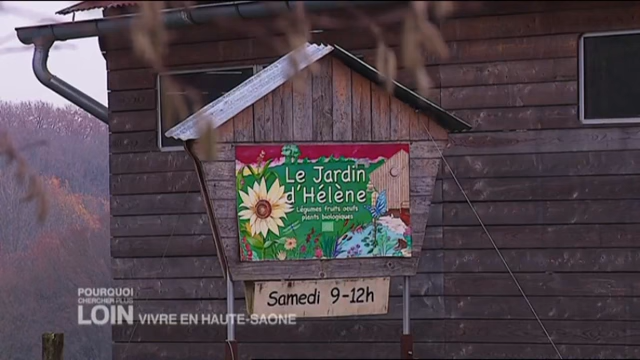 Le Jardin
d'Hélène
Légumes fruits oeufs
plants biologiques
Samedi 9-12h
POURQUOI
CHERCHER PLUS
LOIN VIVRE EN HAUTE-SAÔNE